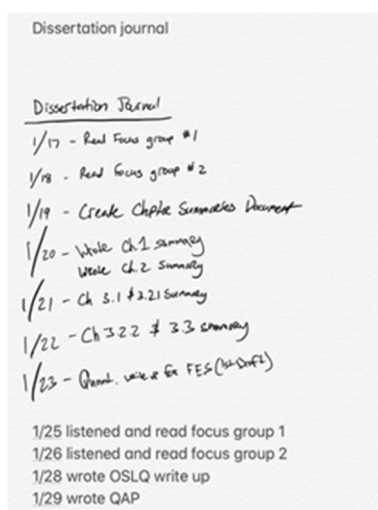 Dissertation journal
Dissertation Journal
1/17 - Read Focus group #1
1/18 - Read focus group #2
1/19 - Create Chapter Summaries Document
1/20 - Wrote Ch.1 summary
Wrote Ch.2 Summary
1/21 - Ch 3.1 & 3.21 Summary
1/22 - Ch 3.22 & 3.3 summary
1/23 - Quant. write up for FES (1st Draft)
1/25 listened and read focus group 1
1/26 listened and read focus group 2
1/28 wrote OSLQ write up
1/29 wrote QAP